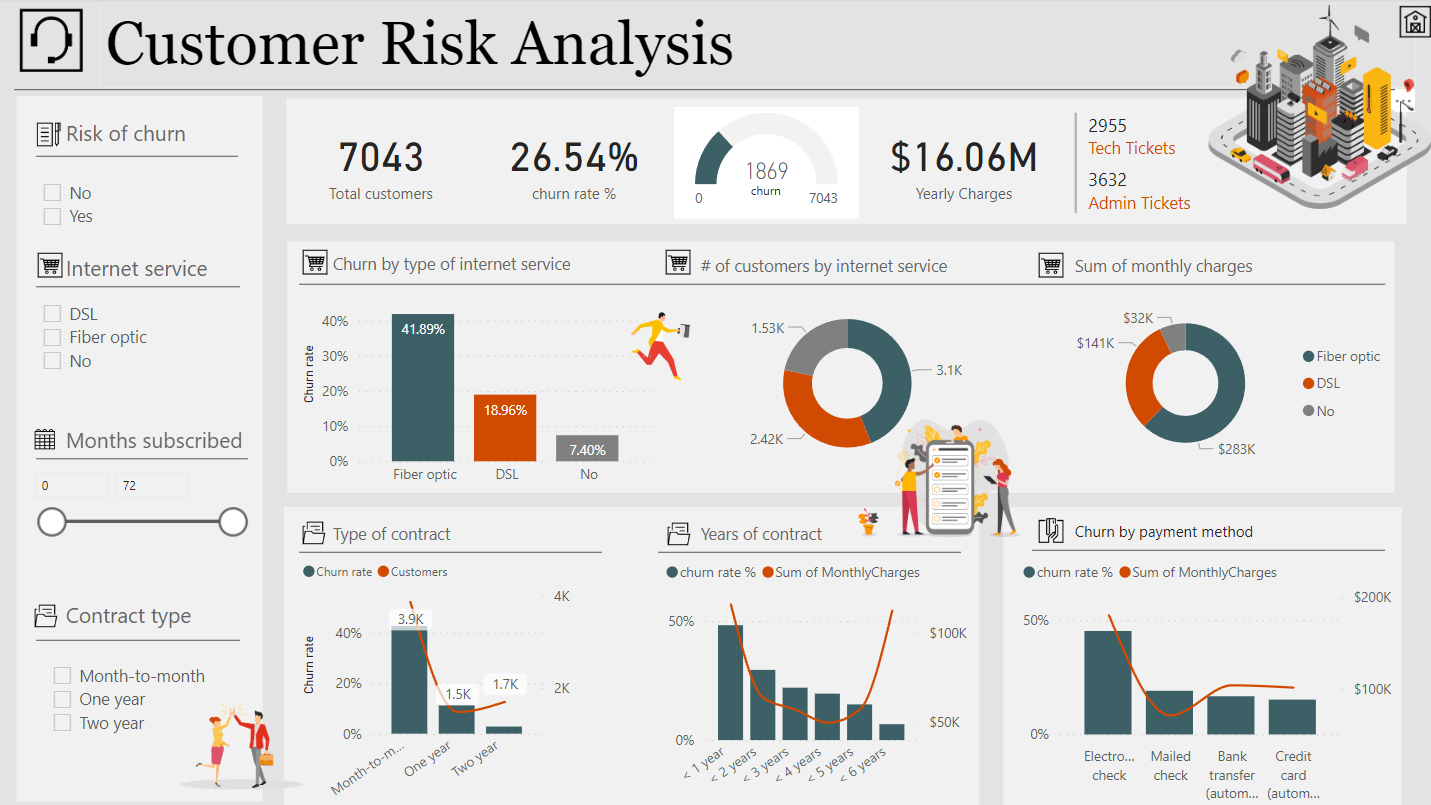 Customer Risk Analysis
Risk of churn
No
Yes
Internet service
DSL
Fiber optic
No
Months subscribed
0
72
Contract type
Month-to-month
One year
Two year
7043
Total customers
26.54%
churn rate %
1869
churn
0
7043
$16.06M
Yearly Charges
2955
Tech Tickets
3632
Admin Tickets
Churn by type of internet service
Churn rate
40%
30%
20%
10%
0%
41.89%
18.96%
7.40%
Fiber optic
DSL
No
# of customers by internet service
1.53K
3.1K
2.42K
Sum of monthly charges
$32K
$141K
$283K
Fiber optic
DSL
No
Type of contract
Churn rate
Customers
Churn rate
40%
20%
0%
4K
2K
3.9K
1.5K
1.7K
Month-to-m...
One year
Two year
Years of contract
churn rate %
Sum of MonthlyCharges
50%
0%
$100K
$50K
< 1 year
< 2 years
< 3 years
< 4 years
< 5 years
< 6 years
Churn by payment method
churn rate %
Sum of MonthlyCharges
50%
0%
$200K
$100K
Electro...
check
Mailed
check
Bank
transfer
(autom...
Credit
card
(autom...